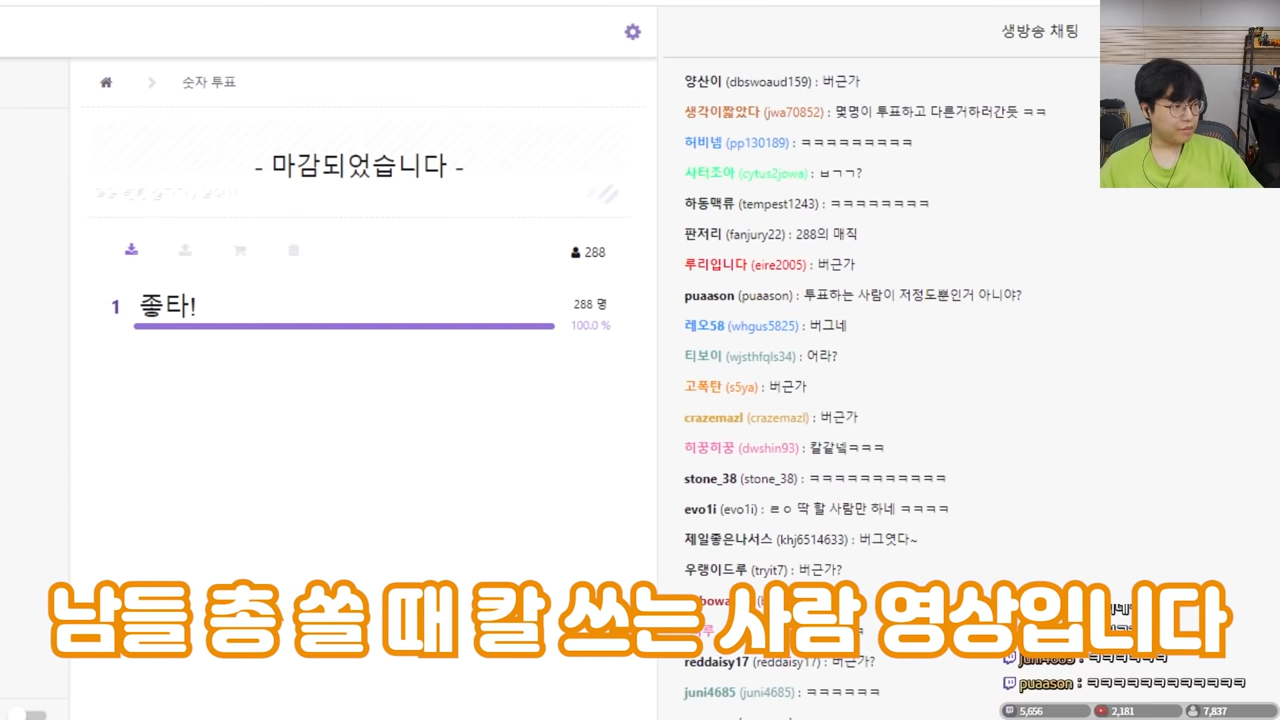 숫자 투표
- 마감되었습니다 -
288
1 좋타!
288 명
100.0 %
생방송 채팅
양산이 (dbswoaud159) : 버근가
생각이짧았다 (jwa70852) : 몇명이 투표하고 다른거하러간듯 ㅋㅋ
허비넴 (pp130189) : ㅋㅋㅋㅋㅋㅋㅋㅋㅋ
사터조아 (cytus2jowa) : ㅂㄱㄱ?
하동맥류 (tempest1243) : ㅋㅋㅋㅋㅋㅋㅋㅋ
판저리 (fanjury22) : 288의 매직
루리입니다 (eire2005) : 버근가
puaason (puaason) : 투표하는 사람이 저정도뿐인거 아니야?
레오58 (whgus5825) : 버그네
티보이 (wjsthfqls34) : 어라?
고폭탄 (s5ya) : 버근가
crazemazl (crazemazl) : 버근가
히꿍히꿍 (dwshin93) : 칼같넼ㅋㅋㅋ
stone_38 (stone_38) : ㅋㅋㅋㅋㅋㅋㅋㅋㅋㅋㅋ
evo1i (evo1i) : ㄹㅇ 딱 할 사람만 하네 ㅋㅋㅋㅋ
제일좋은나서스 (khj6514633) : 버그엿다~
우랭이드루 (tryit7) : 버근가?
남들 총 쏠 때 칼 쓰는 사람 영상입니다
reddaisy17 (reddaisy17) : 버근가?
juni4685 (juni4685) : ㅋㅋㅋㅋㅋㅋ
puaason : ㅋㅋㅋㅋㅋㅋㅋㅋㅋㅋㅋㅋㅋ
5,656 2,181 7,837